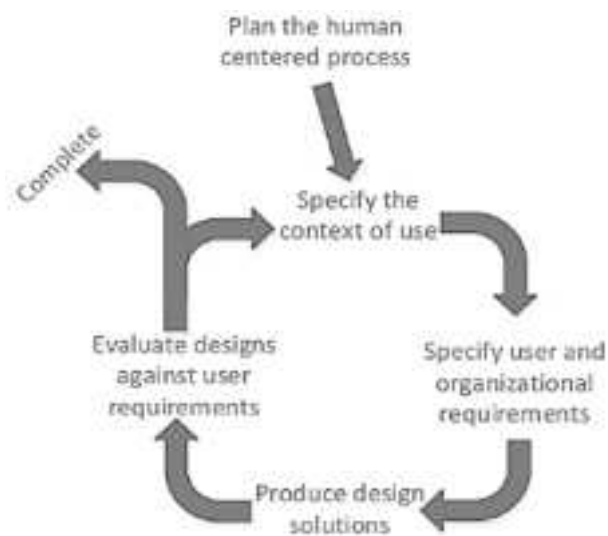 Plan the human
centered process
Complete
Specify the
context of use
Evaluate designs
against user
requirements
Specify user and
organizational
requirements
Produce design
solutions